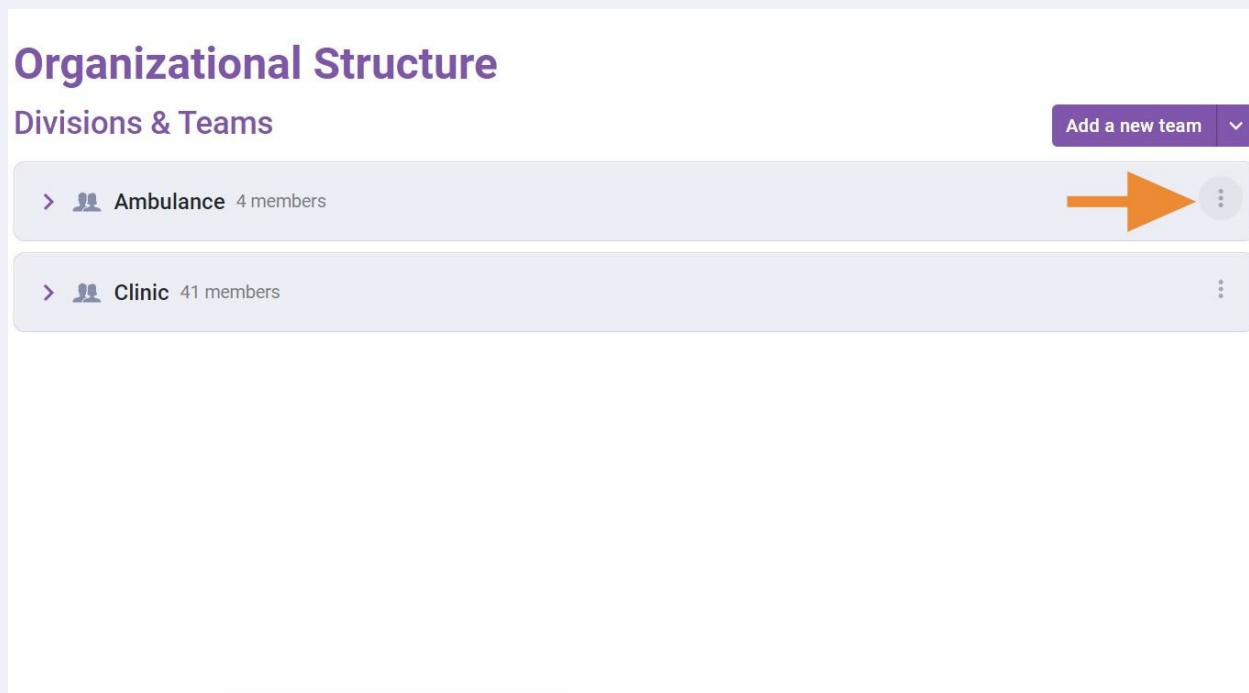 Organizational Structure
Divisions & Teams
Add a new team
Ambulance 4 members
Clinic 41 members